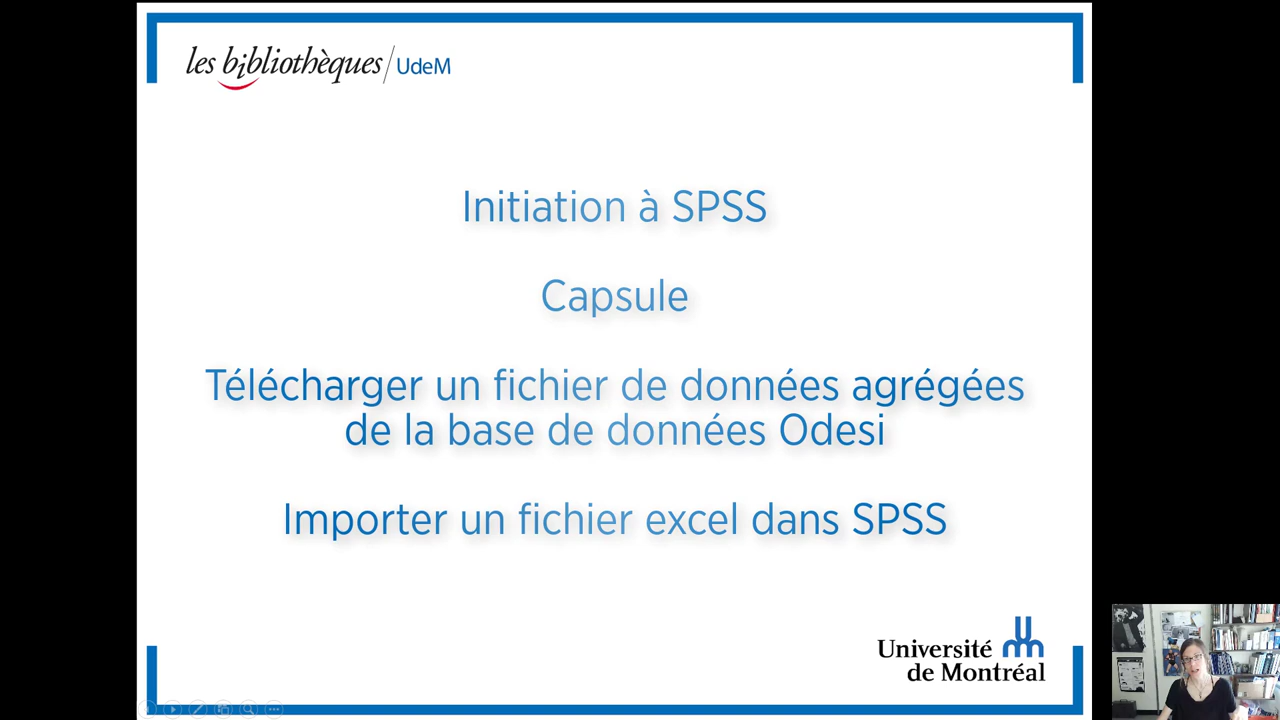 les bibliothèques/UdeM
Initiation à SPSS
Capsule
Télécharger un fichier de données agrégées
de la base de données Odesi
Importer un fichier excel dans SPSS
Université
de Montréal